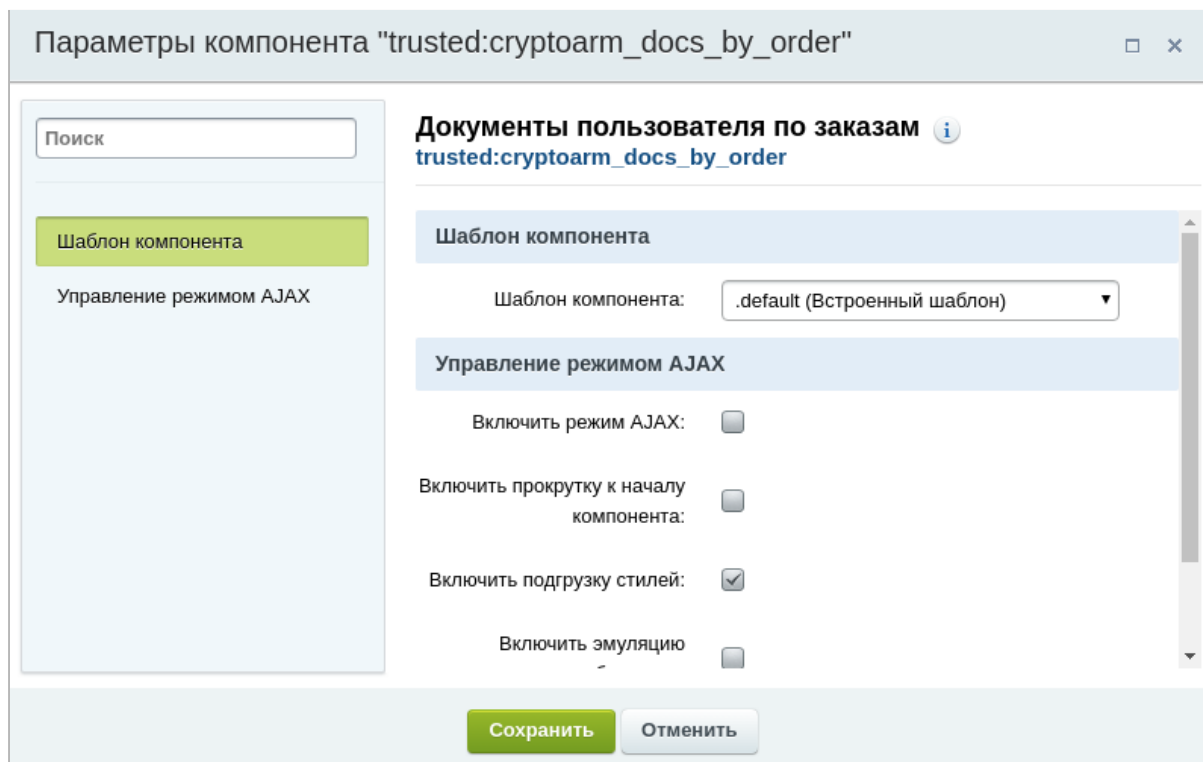 Параметры компонента "trusted:cryptoarm_docs_by_order"
Поиск
Шаблон компонента
Управление режимом AJAX
Документы пользователя по заказам
trusted:cryptoarm_docs_by_order
Шаблон компонента
Шаблон компонента: .default (Встроенный шаблон)
Управление режимом AJAX
Включить режим AJAX:
Включить прокрутку к началу
компонента:
Включить подгрузку стилей:
Включить эмуляцию
Сохранить Отменить